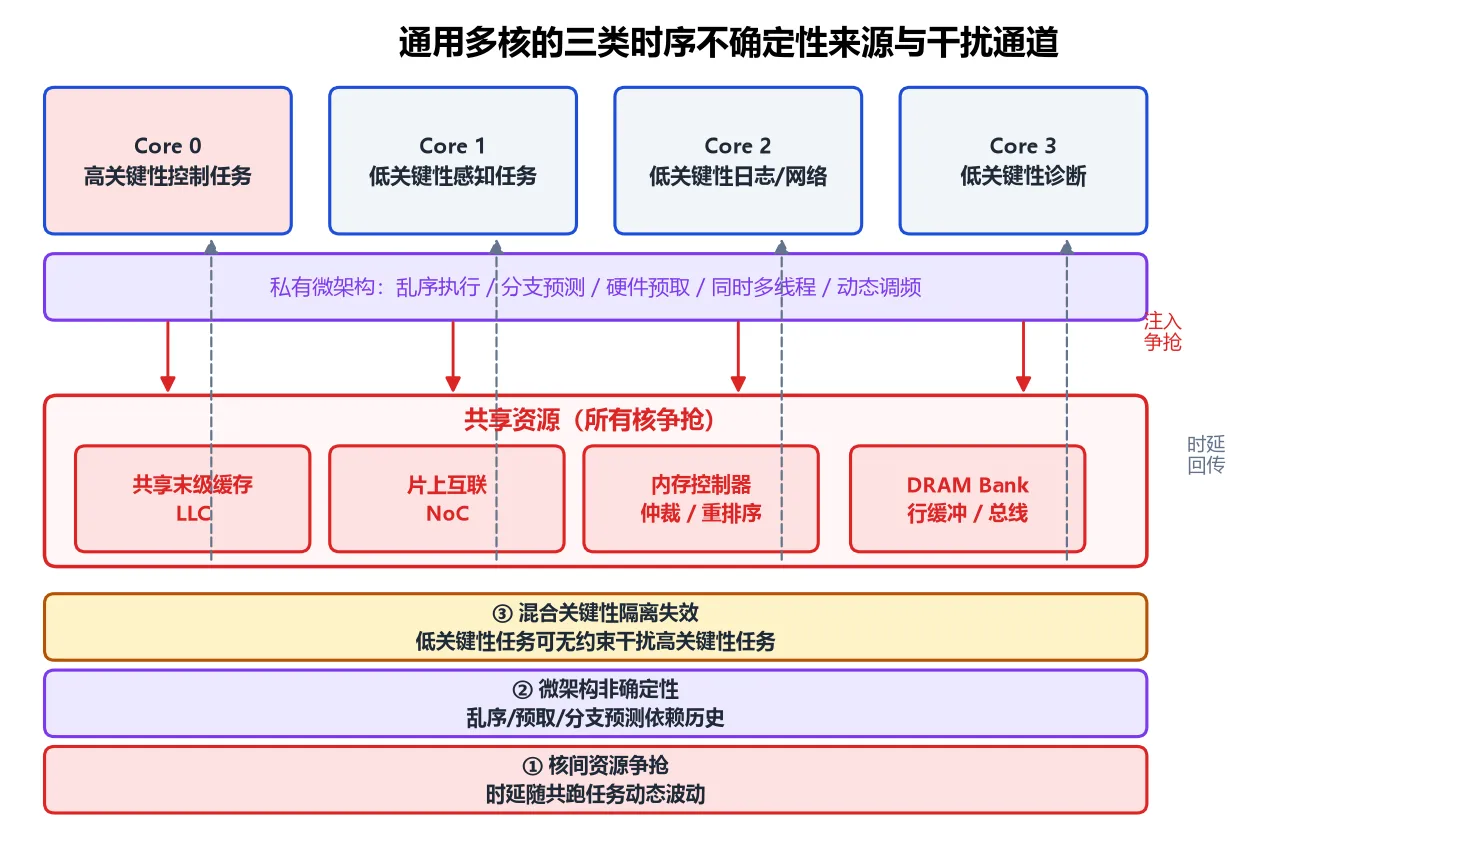 通用多核的三类时序不确定性来源与干扰通道
Core 0
高关键性控制任务
Core 1
低关键性感知任务
Core 2
低关键性日志/网络
Core 3
低关键性诊断
私有微架构：乱序执行 / 分支预测 / 硬件预取 / 同时多线程 / 动态调频
注入
争抢
共享资源（所有核争抢）
共享末级缓存
LLC
片上互联
NoC
内存控制器
仲裁 / 重排序
DRAM Bank
行缓冲 / 总线
时延
回传
③ 混合关键性隔离失效
低关键性任务可无约束干扰高关键性任务
② 微架构非确定性
乱序/预取/分支预测依赖历史
① 核间资源争抢
时延随共跑任务动态波动